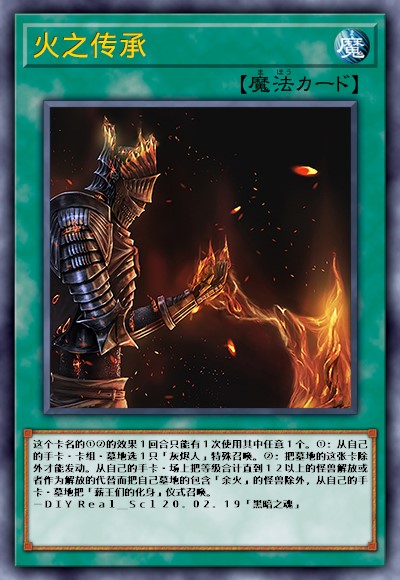 火之传承
魔
【魔法カード】
まほう
这个卡名的①②的效果1回合只能有1次使用其中任意1个。①：从自己
的手卡・卡组・墓地选1只「灰烬人」特殊召唤。②：把墓地的这张卡除
外才能发动。从自己的手卡・场上把等级合计直到12以上的怪兽解放或
者作为解放的代替而把自己墓地的包含「余火」的怪兽除外，从自己的手
卡・墓地把「薪王们的化身」仪式召唤。
－DIYReal＿Scl20．02．19「黑暗之魂」